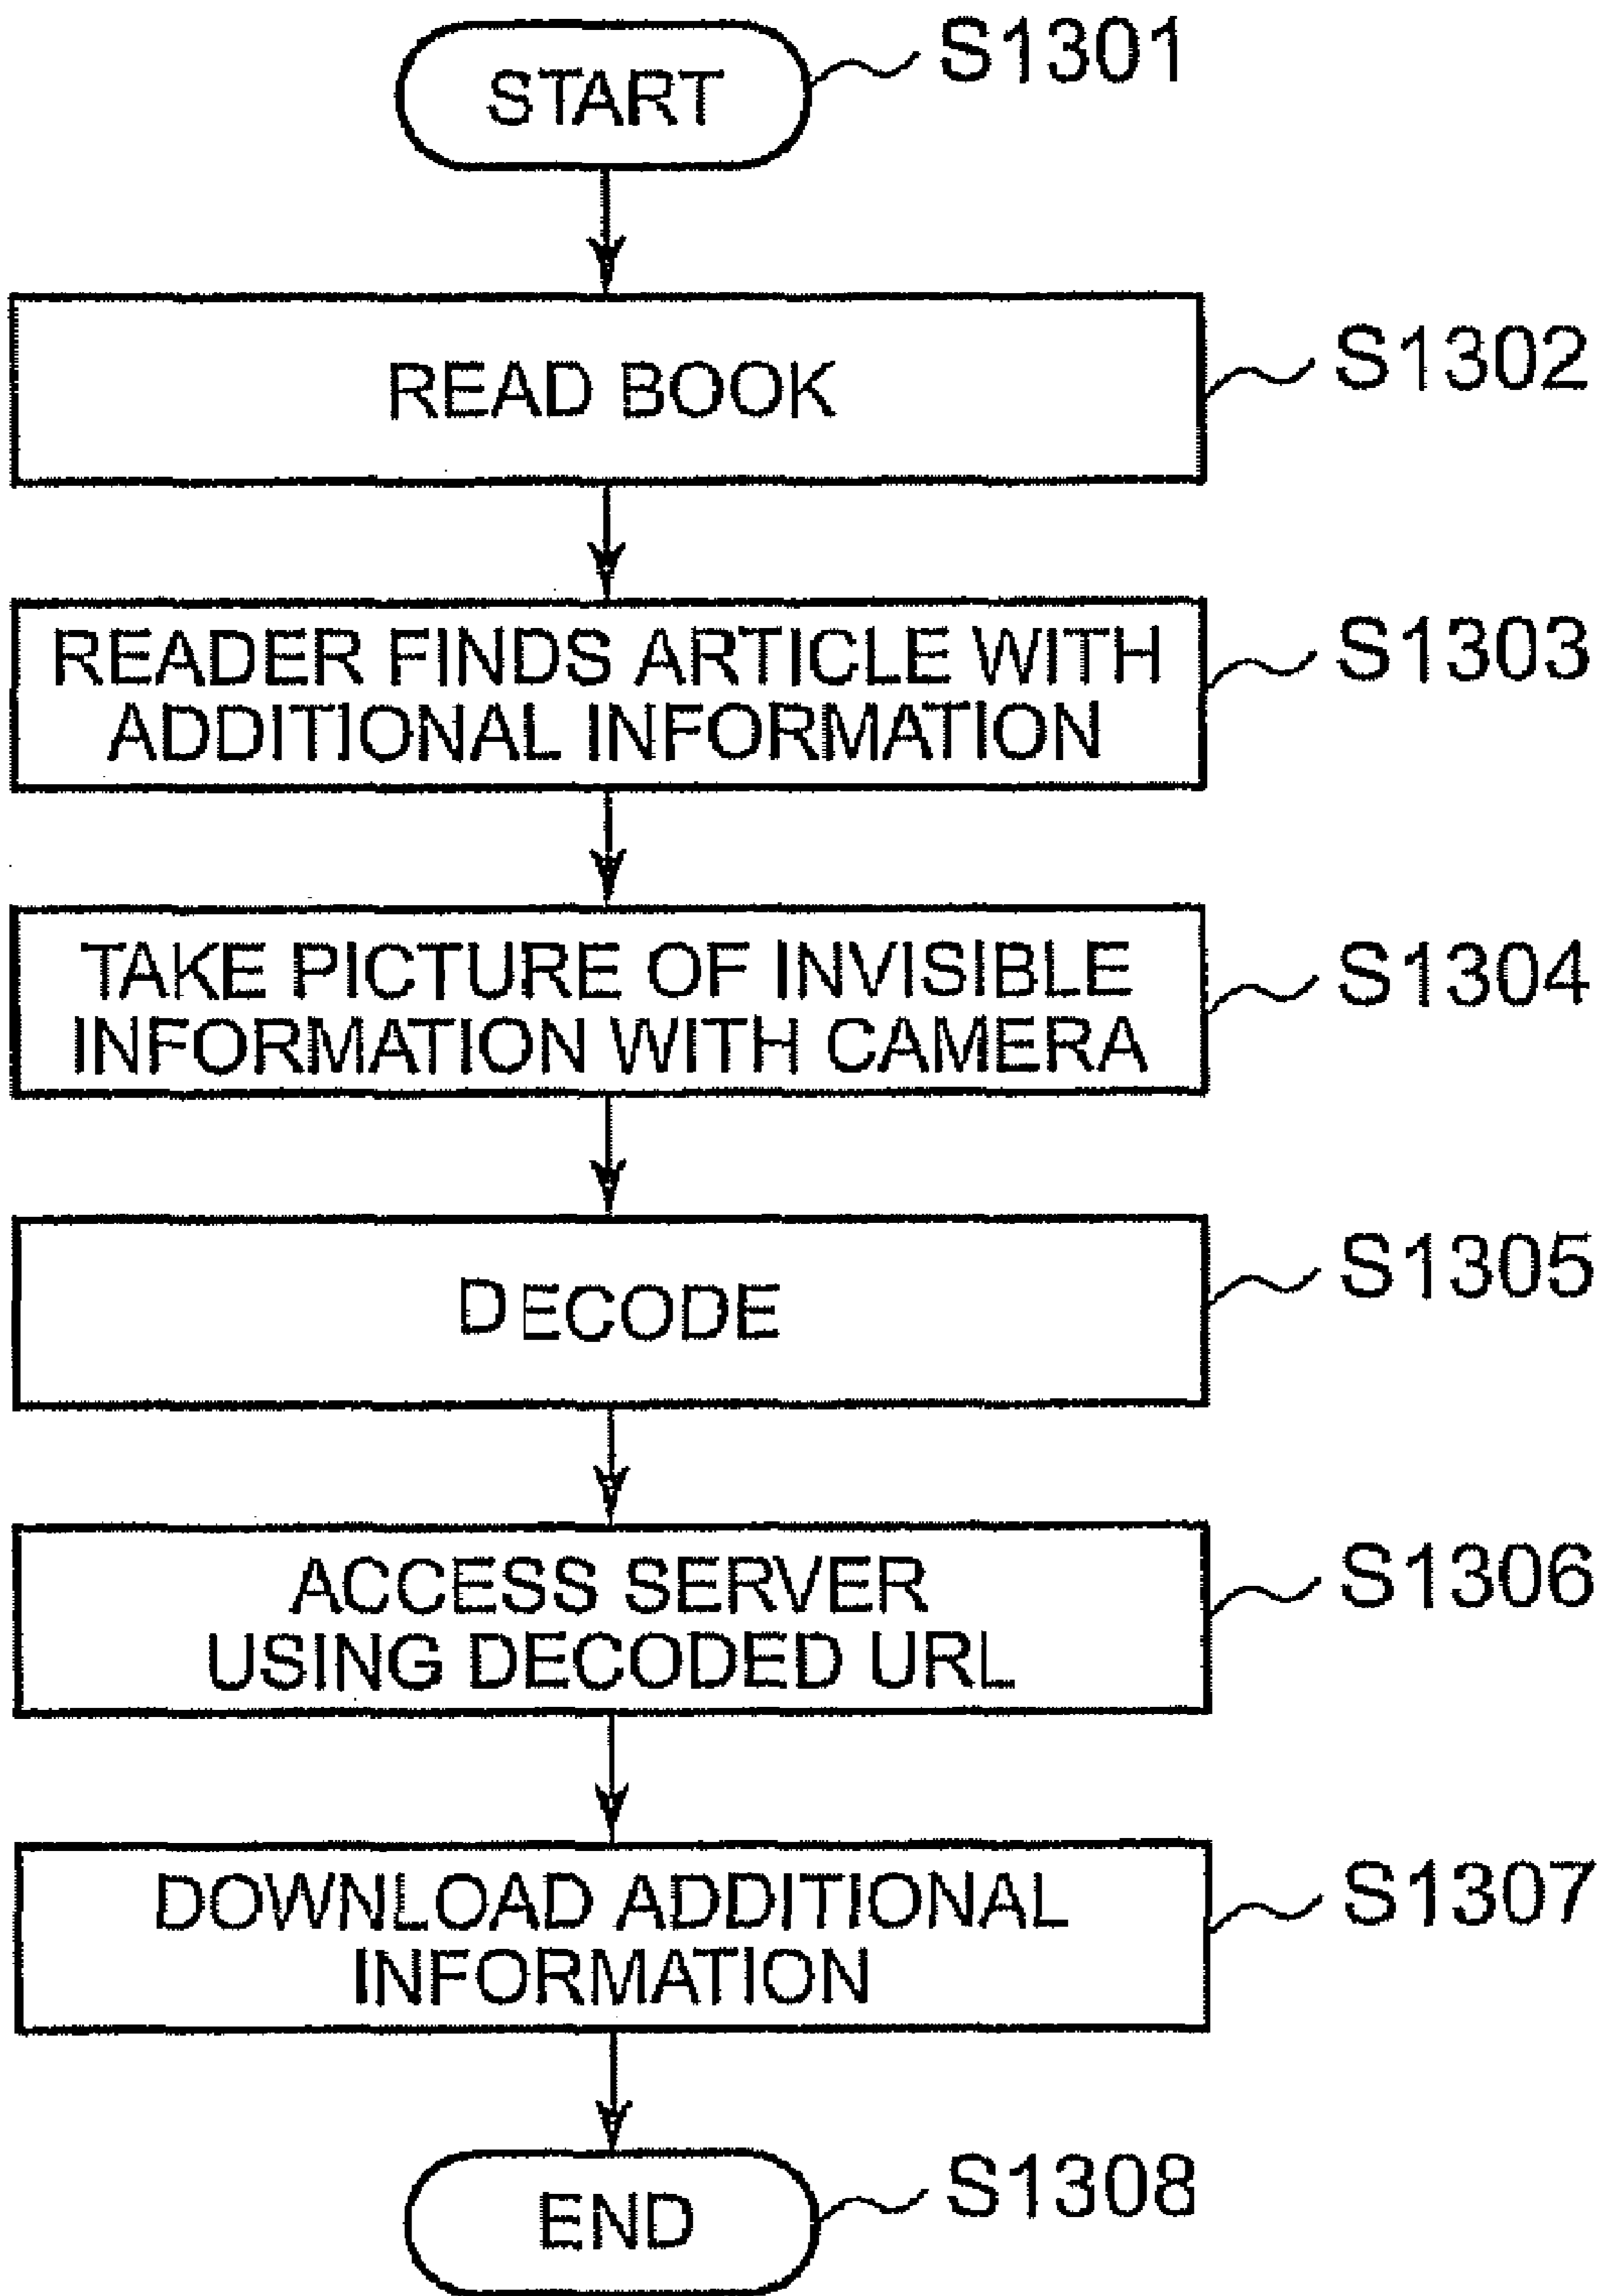 START
S1301
READ BOOK
S1302
READER FINDS ARTICLE WITH
ADDITIONAL INFORMATION
S1303
TAKE PICTURE OF INVISIBLE
INFORMATION WITH CAMERA
S1304
DECODE
S1305
ACCESS SERVER
USING DECODED URL
S1306
DOWNLOAD ADDITIONAL
INFORMATION
S1307
END
S1308